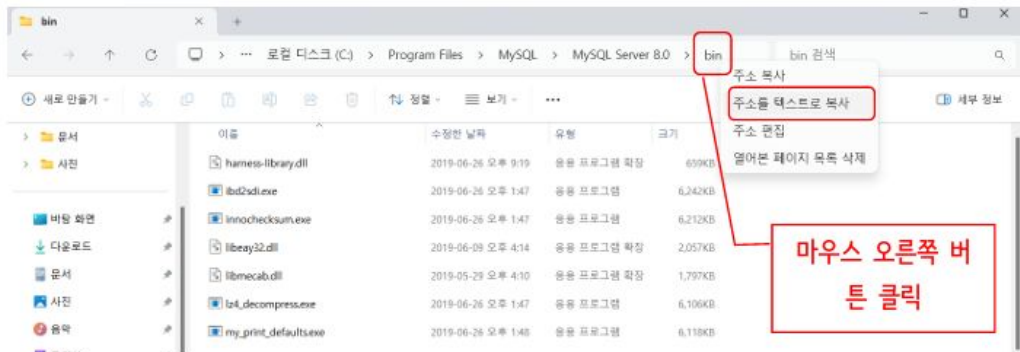 bin
로컬 디스크 (C:) > Program Files > MySQL > MySQL Server 8.0 > bin
bin 검색
주소 복사
주소를 텍스트로 복사
주소 편집
열어본 페이지 목록 삭제
새로 만들기
정렬
보기
세부 정보
문서
사진
바탕 화면
다운로드
문서
사진
음악
이름 수정한 날짜 유형 크기
harness-library.dll 2019-06-26 오후 9:19 응용 프로그램 확장 659KB
ibd2sdi.exe 2019-06-26 오후 1:47 응용 프로그램 6,242KB
innochecksum.exe 2019-06-26 오후 1:47 응용 프로그램 6,212KB
libeay32.dll 2019-06-09 오후 4:14 응용 프로그램 확장 2,057KB
libmecab.dll 2019-05-29 오후 4:10 응용 프로그램 확장 1,797KB
lz4_decompress.exe 2019-06-26 오후 1:47 응용 프로그램 6,106KB
my_print_defaults.exe 2019-06-26 오후 1:48 응용 프로그램 6,118KB
마우스 오른쪽 버
튼 클릭